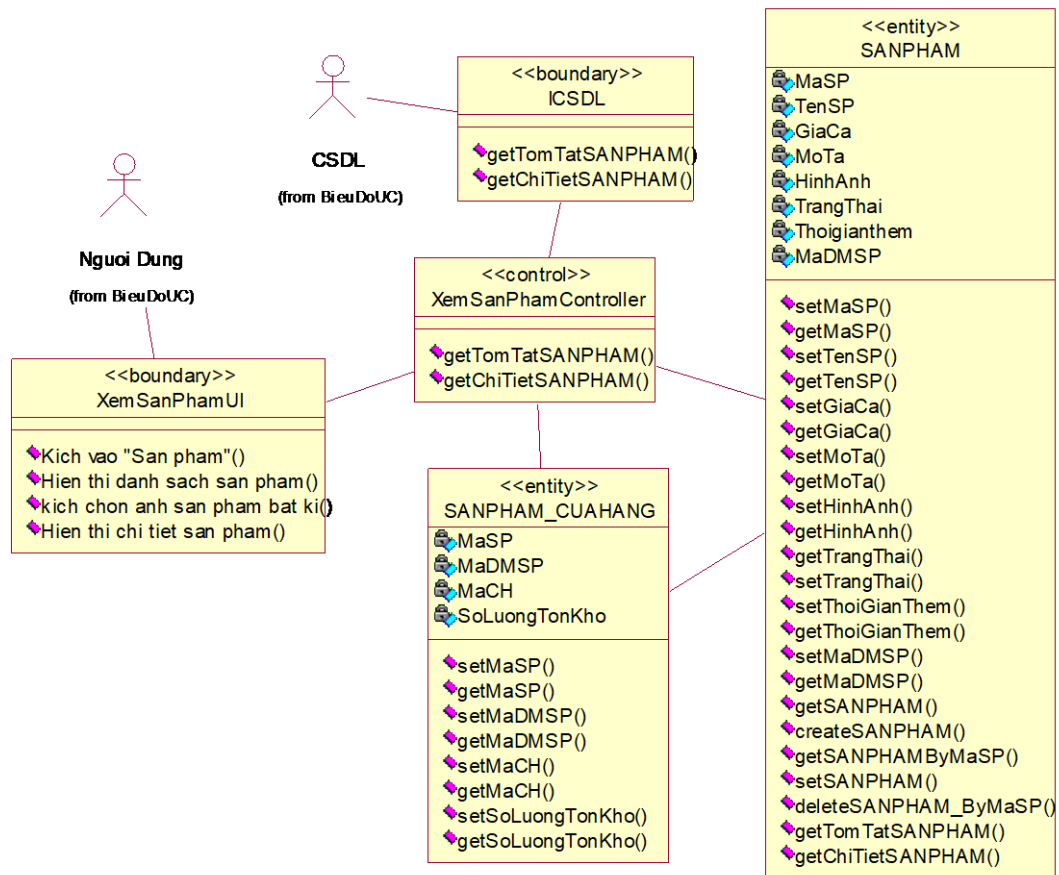 <<entity>>
SANPHAM
MaSP
TenSP
GiaCa
MoTa
HinhAnh
TrangThai
Thoigianthem
MaDMSP
setMaSP()
getMaSP()
setTenSP()
getTenSP()
setGiaCa()
getGiaCa()
setMoTa()
getMoTa()
setHinhAnh()
getHinhAnh()
getTrangThai()
setTrangThai()
setThoiGianThem()
getThoiGianThem()
setMaDMSP()
getMaDMSP()
getSANPHAM()
createSANPHAM()
getSANPHAMByMaSP()
setSANPHAM()
deleteSANPHAM_ByMaSP()
getTomTatSANPHAM()
getChiTietSANPHAM()
<<boundary>>
ICSDL
getTomTatSANPHAM()
getChiTietSANPHAM()
CSDL
(from BieuDoUC)
Nguoi Dung
(from BieuDoUC)
<<control>>
XemSanPhamController
getTomTatSANPHAM()
getChiTietSANPHAM()
<<boundary>>
XemSanPhamUI
Kich vao "San pham"()
Hien thi danh sach san pham()
kich chon anh san pham bat ki()
Hien thi chi tiet san pham()
<<entity>>
SANPHAM_CUAHANG
MaSP
MaDMSP
MaCH
SoLuongTonKho
setMaSP()
getMaSP()
setMaDMSP()
getMaDMSP()
setMaCH()
getMaCH()
setSoLuongTonKho()
getSoLuongTonKho()